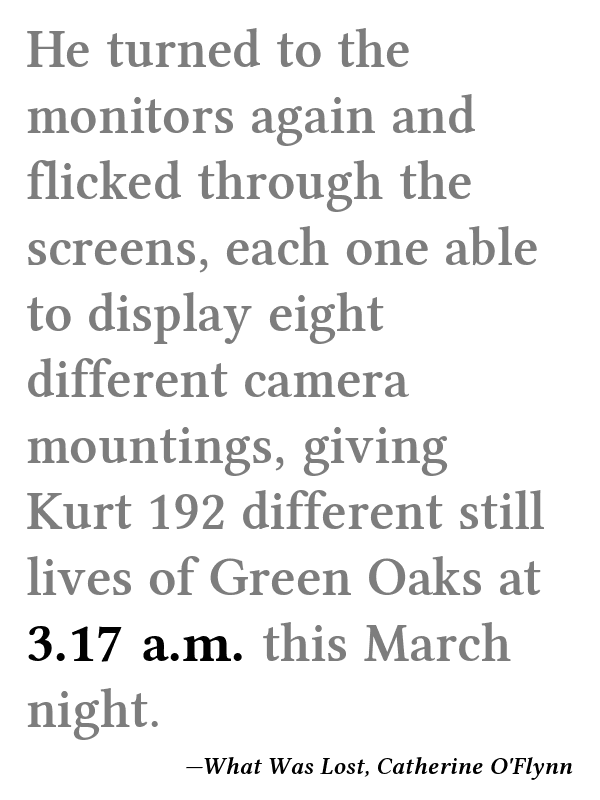 He turned to the
monitors again and
flicked through the
screens, each one able
to display eight
different camera
mountings, giving
Kurt 192 different still
lives of Green Oaks at
3.17 a.m. this March
night.
—What Was Lost, Catherine O'Flynn